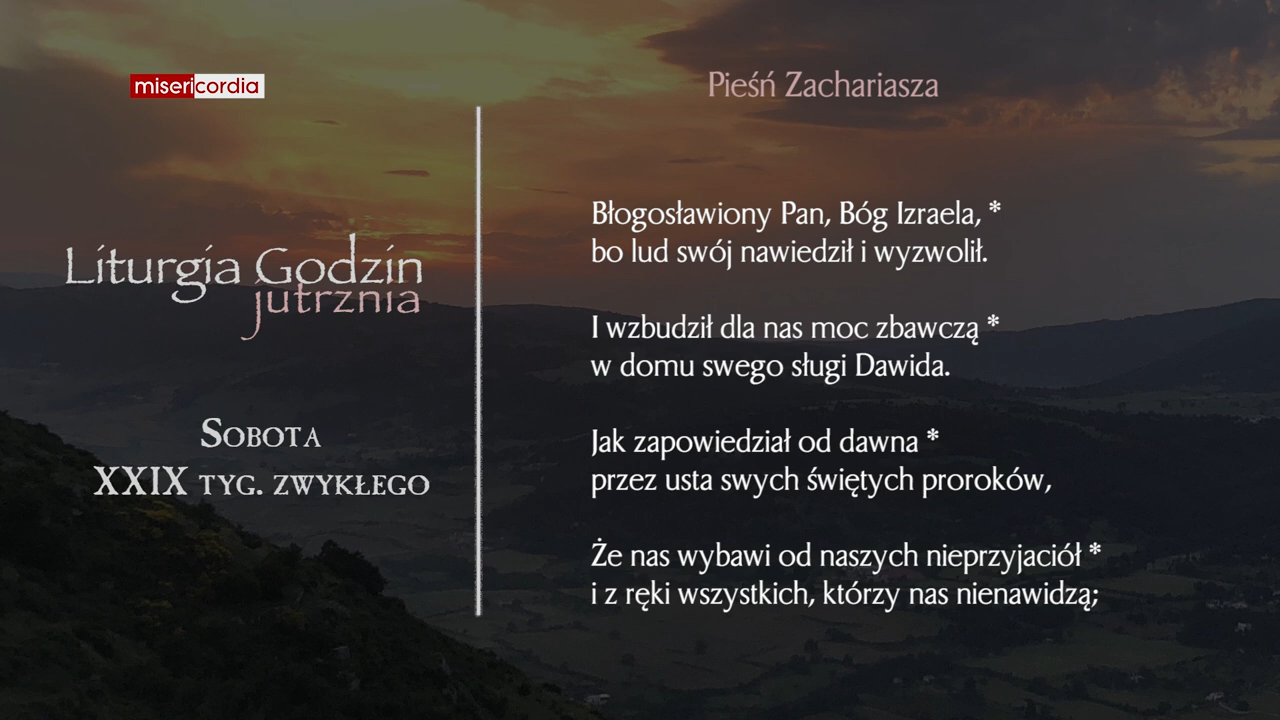 misericordia
Liturgia Godzin
jutrznia
Sobota
XXIX tyg. zwykłego
Pieśń Zachariasza
Błogosławiony Pan, Bóg Izraela, *
bo lud swój nawiedził i wyzwolił.
I wzbudził dla nas moc zbawczą *
w domu swego sługi Dawida.
Jak zapowiedział od dawna *
przez usta swych świętych proroków,
Że nas wybawi od naszych nieprzyjaciół *
i z ręki wszystkich, którzy nas nienawidzą;